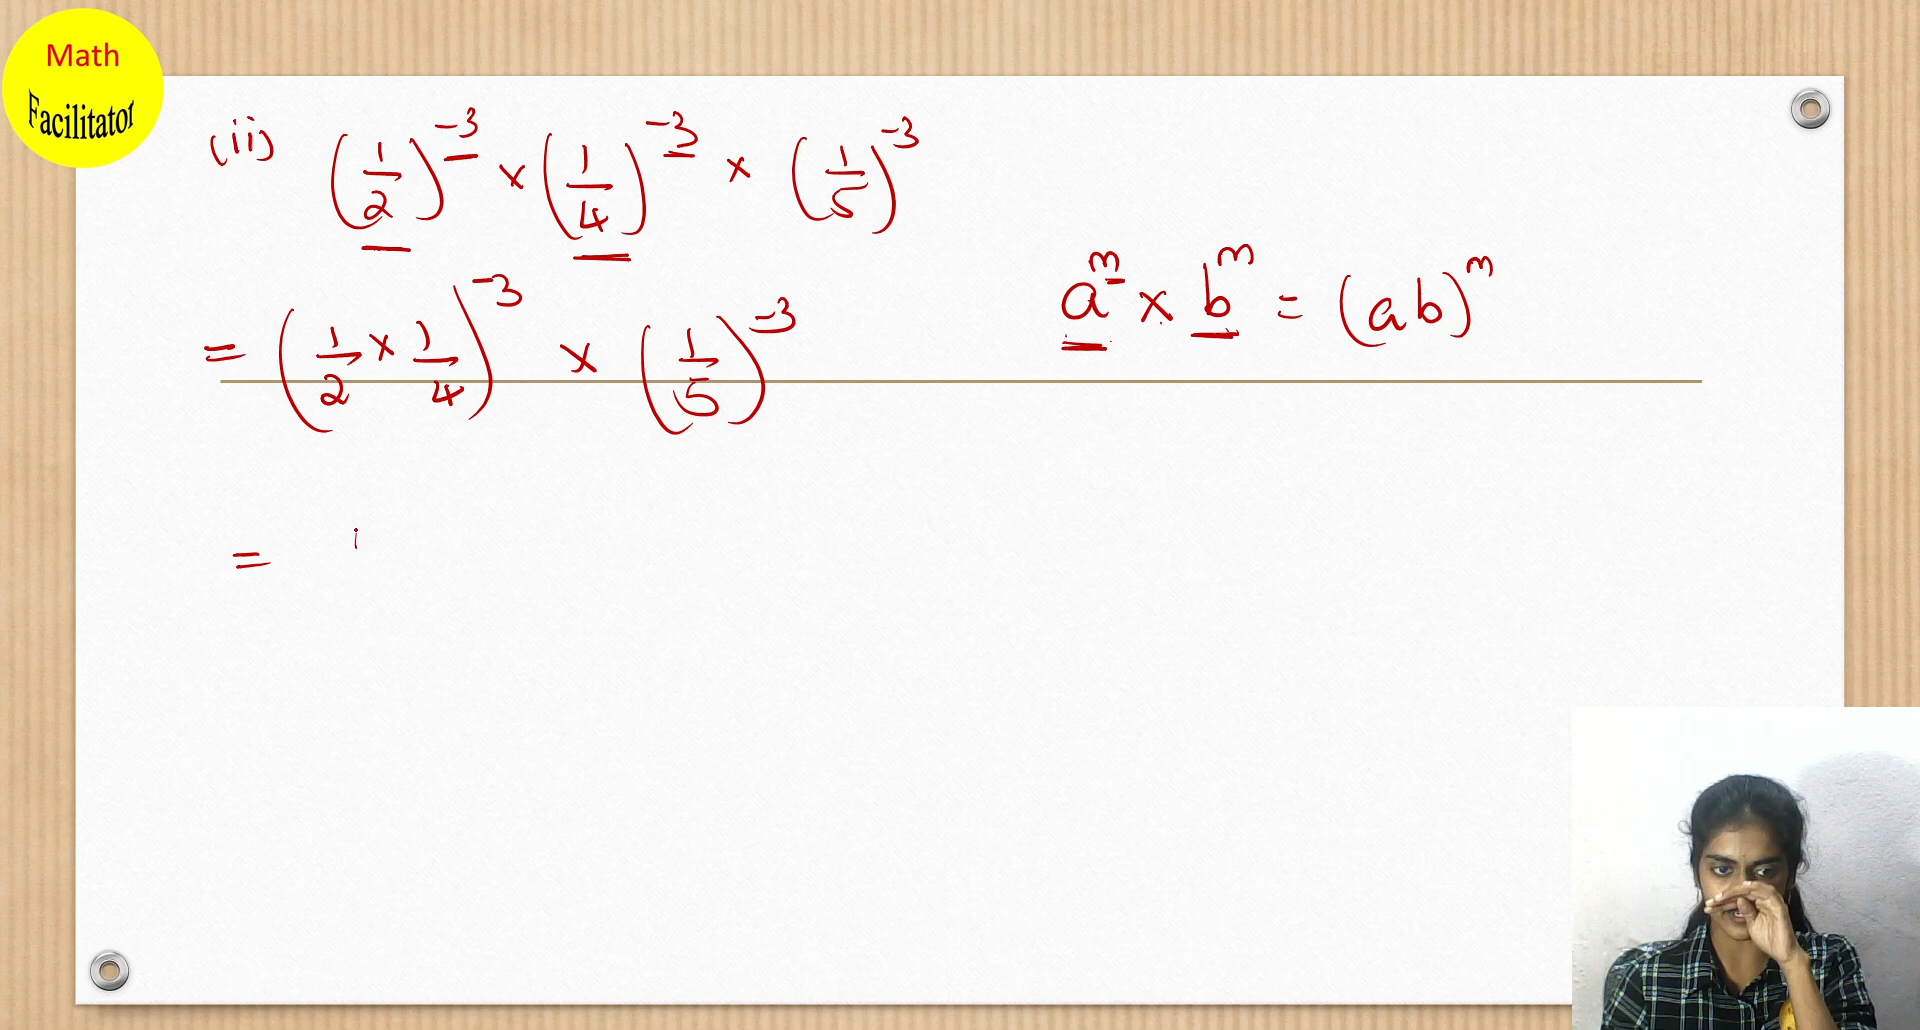 Math
Facilitator
(ii) (1/2)^-3 × (1/4)^-3 × (1/5)^-3
a^m × b^m = (ab)^m
= (1/2 × 1/4)^-3 × (1/5)^-3
=